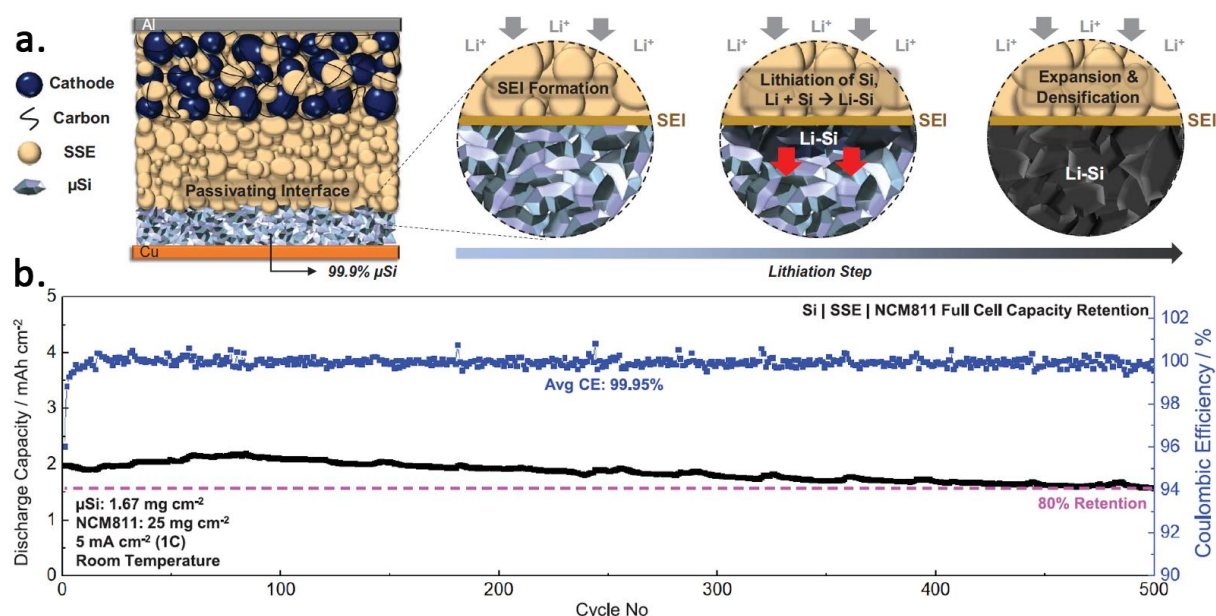 a.
Al
Cathode
Carbon
SSE
µSi
Passivating Interface
Cu
99.9% µSi
Li⁺
Li⁺
SEI Formation
SEI
Li⁺
Li⁺
Lithiation of Si,
Li + Si → Li-Si
Li-Si
SEI
Li⁺
Li⁺
Expansion &
Densification
Li-Si
SEI
Lithiation Step
b.
Si | SSE | NCM811 Full Cell Capacity Retention
Avg CE: 99.95%
80% Retention
µSi: 1.67 mg cm⁻²
NCM811: 25 mg cm⁻²
5 mA cm⁻² (1C)
Room Temperature
Discharge Capacity / mAh cm⁻²
5
4
3
2
1
0
0
100
200
300
400
500
Cycle No
102
100
98
96
94
92
90
Coulombic Efficiency / %